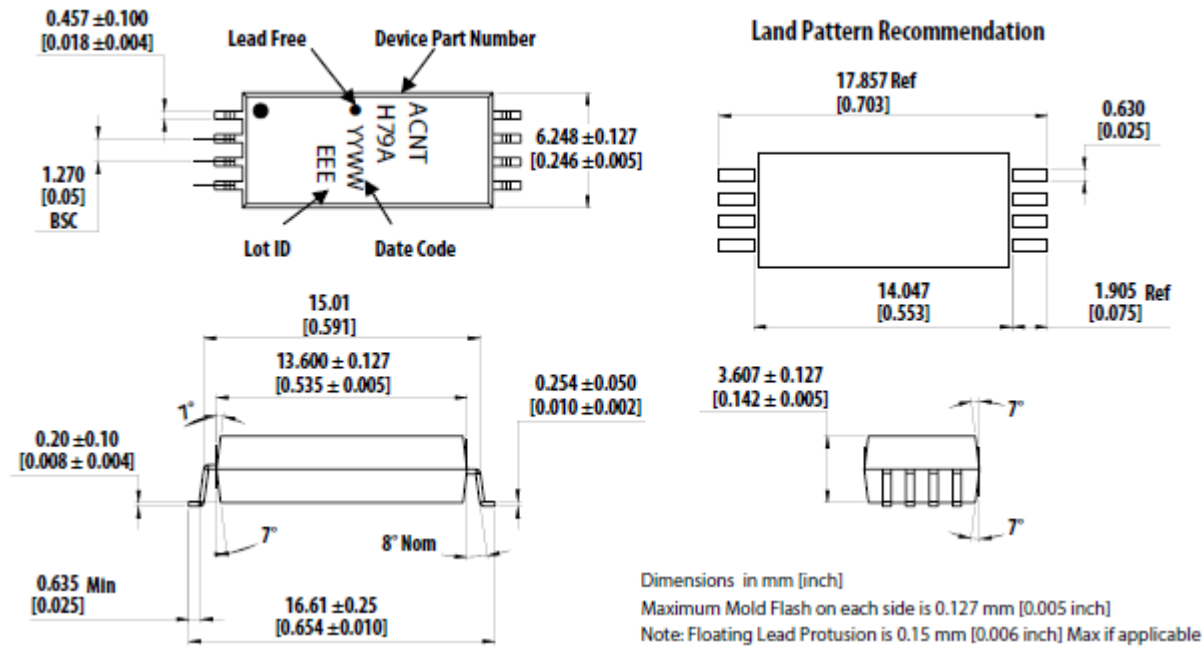 0.457 ±0.100
[0.018 ±0.004]
Lead Free
Device Part Number
ACNT
H79A
YYWW
EEE
6.248 ±0.127
[0.246 ±0.005]
1.270
[0.05]
BSC
Lot ID
Date Code
Land Pattern Recommendation
17.857 Ref
[0.703]
0.630
[0.025]
14.047
[0.553]
1.905 Ref
[0.075]
15.01
[0.591]
13.600 ± 0.127
[0.535 ± 0.005]
0.254 ±0.050
[0.010 ±0.002]
7°
0.20 ±0.10
[0.008 ± 0.004]
7°
8° Nom
0.635 Min
[0.025]
16.61 ±0.25
[0.654 ±0.010]
3.607 ± 0.127
[0.142 ± 0.005]
7°
7°
Dimensions in mm [inch]
Maximum Mold Flash on each side is 0.127 mm [0.005 inch]
Note: Floating Lead Protusion is 0.15 mm [0.006 inch] Max if applicable